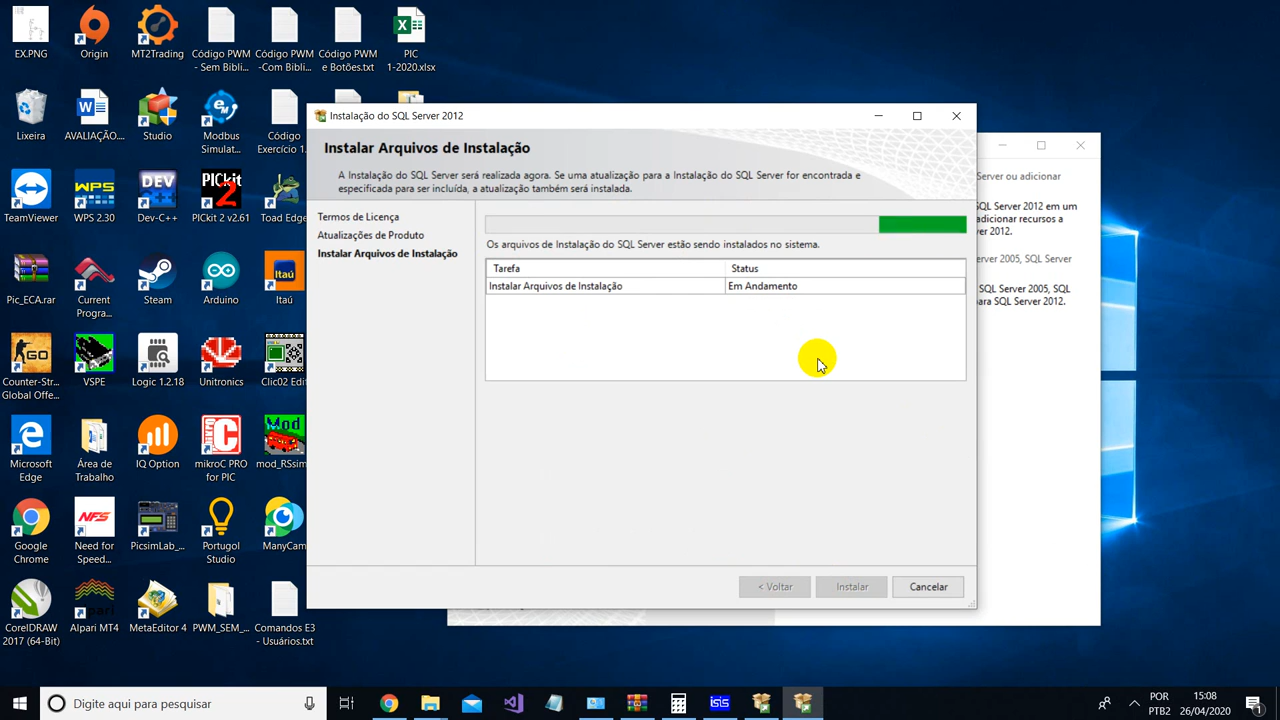 EX.PNG
Origin
MT2Trading
Código PWM
- Sem Bibli...
Código PWM
-Com Bibli...
Código PWM
e Botões.txt
PIC
1-2020.xlsx
Lixeira
AVALIAÇÃO...
Studio
Modbus
Simulat...
Código
Exercício 1.
TeamViewer
WPS 2.30
Dev-C++
PICkit 2 v2.61
Toad Edge
Pic_ECA.rar
Current
Progra...
Steam
Arduino
Itaú
Counter-Str...
Global Offe...
VSPE
Logic 1.2.18
Unitronics
Clic02 Edit
Microsoft
Edge
Área de
Trabalho
IQ Option
mikroC PRO
for PIC
mod_RSsim
Google
Chrome
Need for
Speed...
PicsimLab_...
Portugol
Studio
ManyCam
CorelDRAW
2017 (64-Bit)
Alpari MT4
MetaEditor 4
PWM_SEM_...
Comandos E3
- Usuários.txt
Instalação do SQL Server 2012
Instalar Arquivos de Instalação
A Instalação do SQL Server será realizada agora. Se uma atualização para a Instalação do SQL Server for encontrada e
especificada para ser incluída, a atualização também será instalada.
Termos de Licença
Atualizações de Produto
Instalar Arquivos de Instalação
Os arquivos de Instalação do SQL Server estão sendo instalados no sistema.
Tarefa Status
Instalar Arquivos de Instalação Em Andamento
< Voltar Instalar Cancelar
SQL Server ou adicionar
SQL Server 2012 em um
adicionar recursos a
ver 2012.
erver 2005, SQL Server
SQL Server 2005, SQL
ara SQL Server 2012.
Digite aqui para pesquisar
POR
PTB2
15:08
26/04/2020